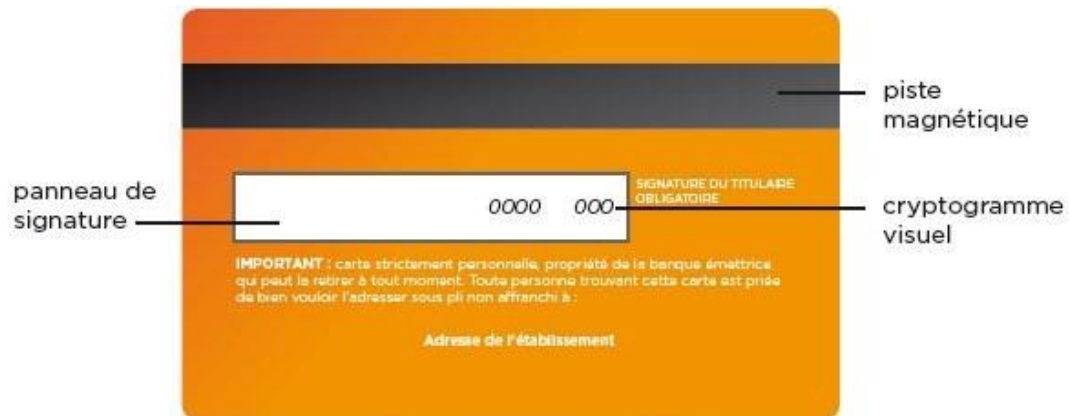 piste
magnétique
panneau de
signature
SIGNATURE DU TITULAIRE
OBLIGATOIRE
0000 000
cryptogramme
visuel
IMPORTANT : carte strictement personnelle, propriété de la banque émettrice
qui peut la retirer à tout moment. Toute personne trouvant cette carte est priée
de bien vouloir l'adresser sous pli non affranchi à :
Adresse de l'établissement